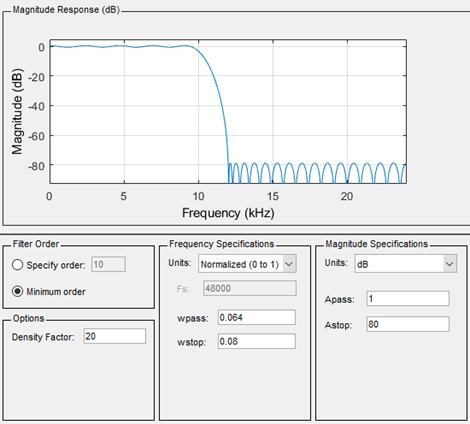 Magnitude Response (dB)
0
-20
-40
-60
-80
Magnitude (dB)
0 5 10 15 20
Frequency (kHz)
Filter Order
Specify order: 10
Minimum order
Options
Density Factor: 20
Frequency Specifications
Units: Normalized (0 to 1)
Fs: 48000
wpass: 0.064
wstop: 0.08
Magnitude Specifications
Units: dB
Apass: 1
Astop: 80